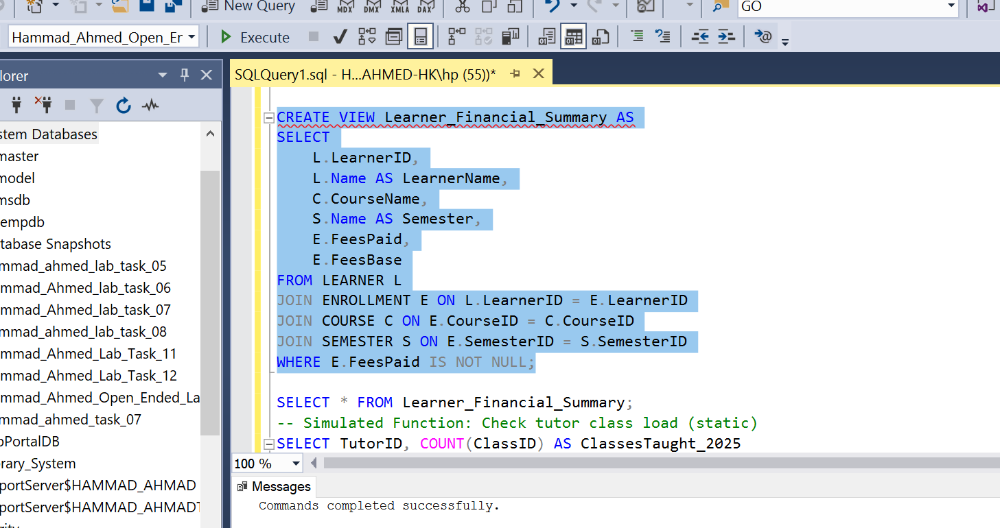 New Query
MDX
DMX
XMLA
DAX
GO
Hammad_Ahmed_Open_Er
Execute
lorer
SQLQuery1.sql - H...AHMED-HK\hp (55))*
stem Databases
master
model
msdb
empdb
tabase Snapshots
mmad_ahmed_lab_task_05
mmad_Ahmed_lab_task_06
mmad_Ahmed_lab_task_07
mmad_ahmed_lab_task_08
mmad_Ahmed_Lab_Task_11
mmad_Ahmed_Lab_Task_12
mmad_Ahmed_Open_Ended_La
mmad_ahmed_task_07
oPortalDB
rary_System
portServer$HAMMAD_AHMAD
portServer$HAMMAD_AHMADT
rity
CREATE VIEW Learner_Financial_Summary AS
SELECT
L.LearnerID,
L.Name AS LearnerName,
C.CourseName,
S.Name AS Semester,
E.FeesPaid,
E.FeesBase
FROM LEARNER L
JOIN ENROLLMENT E ON L.LearnerID = E.LearnerID
JOIN COURSE C ON E.CourseID = C.CourseID
JOIN SEMESTER S ON E.SemesterID = S.SemesterID
WHERE E.FeesPaid IS NOT NULL;
SELECT * FROM Learner_Financial_Summary;
-- Simulated Function: Check tutor class load (static)
SELECT TutorID, COUNT(ClassID) AS ClassesTaught_2025
100 %
Messages
Commands completed successfully.